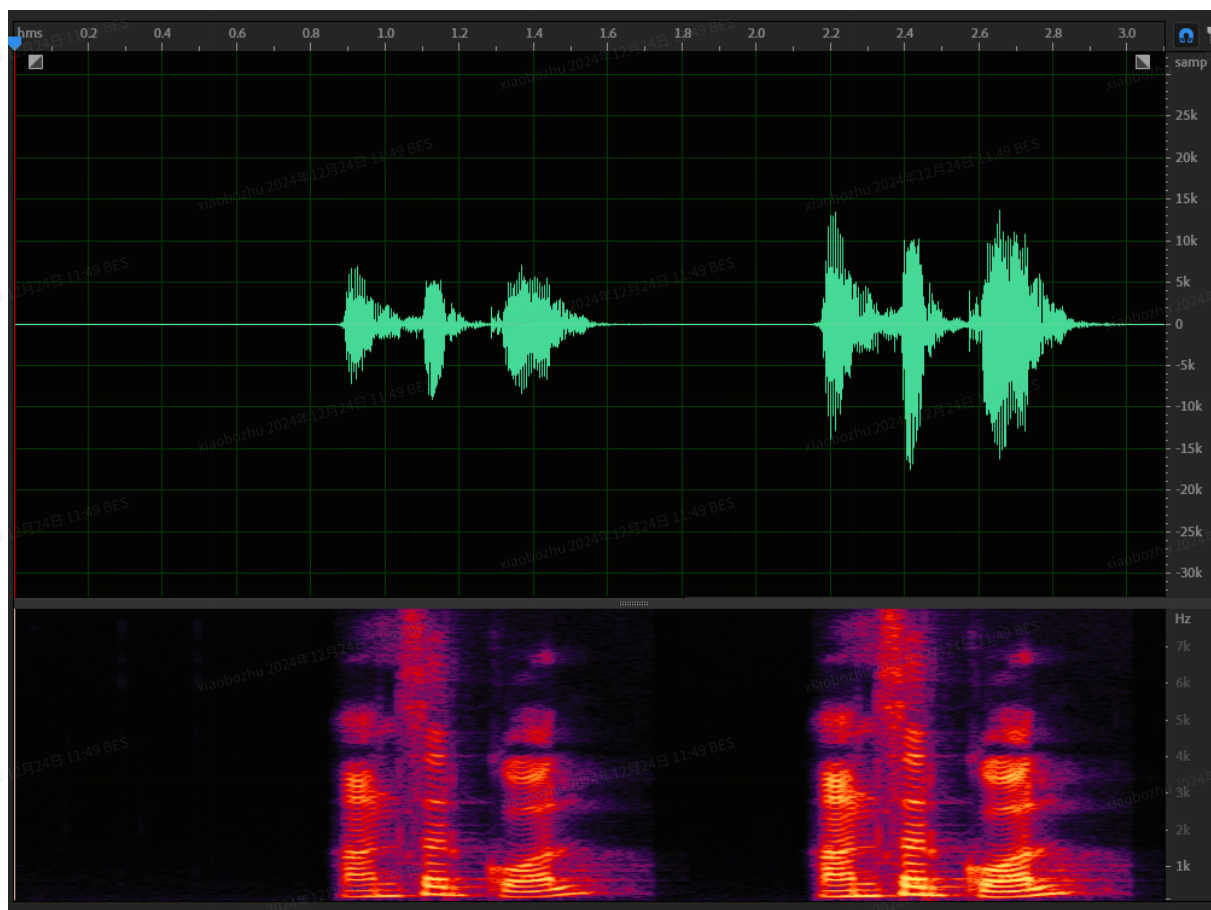 hms 0.2 0.4 0.6 0.8 1.0 1.2 1.4 1.6 1.8 2.0 2.2 2.4 2.6 2.8 3.0
samp
25k
20k
15k
10k
5k
0
-5k
-10k
-15k
-20k
-25k
-30k
Hz
7k
6k
5k
4k
3k
2k
1k
xiaobozhu 2024年12月24日 11:49 BES